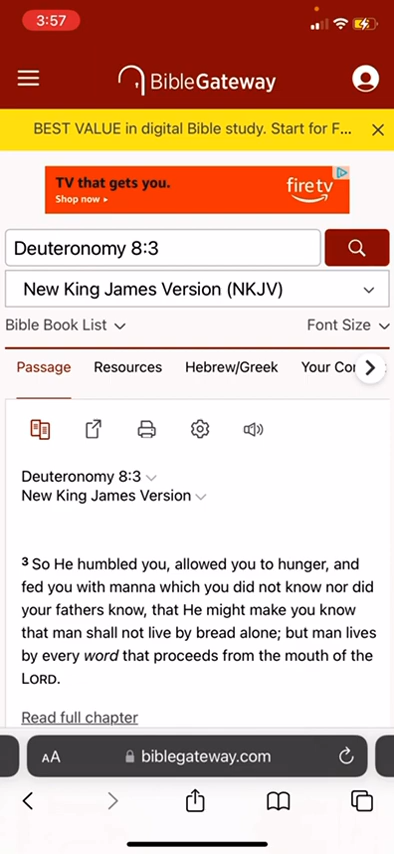 3:57
BibleGateway
BEST VALUE in digital Bible study. Start for F...
TV that gets you.
Shop now ▸
fire tv
Deuteronomy 8:3
New King James Version (NKJV)
Bible Book List
Font Size
Passage Resources Hebrew/Greek Your Con
Deuteronomy 8:3
New King James Version
3 So He humbled you, allowed you to hunger, and
fed you with manna which you did not know nor did
your fathers know, that He might make you know
that man shall not live by bread alone; but man lives
by every word that proceeds from the mouth of the
LORD.
Read full chapter
AA biblegateway.com